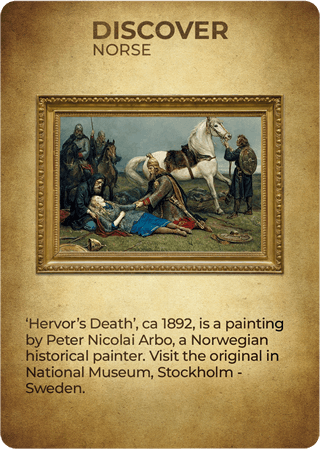 DISCOVER
NORSE
‘Hervor’s Death’, ca 1892, is a painting
by Peter Nicolai Arbo, a Norwegian
historical painter. Visit the original in
National Museum, Stockholm -
Sweden.